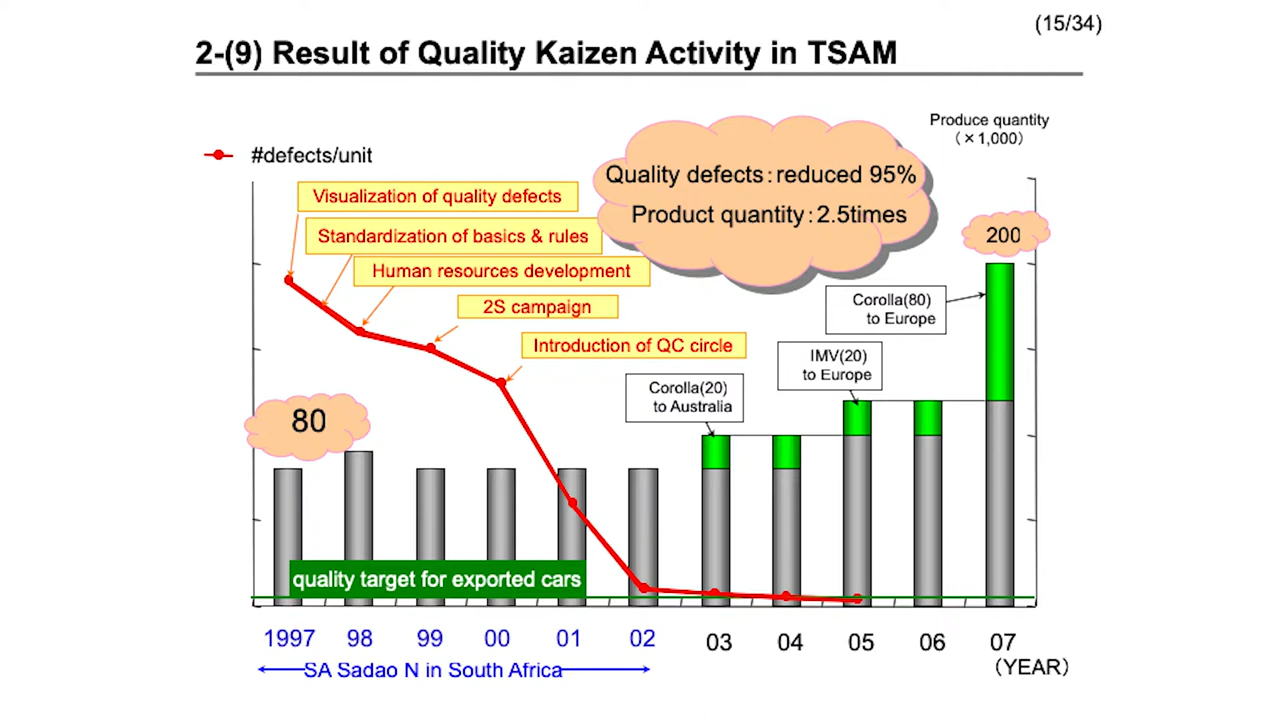 (15/34)
2-(9) Result of Quality Kaizen Activity in TSAM
Produce quantity
(×1,000)
#defects/unit
Quality defects：reduced 95%
Product quantity：2.5times
Visualization of quality defects
Standardization of basics & rules
Human resources development
2S campaign
Introduction of QC circle
200
Corolla(80)
to Europe
IMV(20)
to Europe
Corolla(20)
to Australia
80
quality target for exported cars
1997 98 99 00 01 02 03 04 05 06 07
(YEAR)
SA Sadao N in South Africa